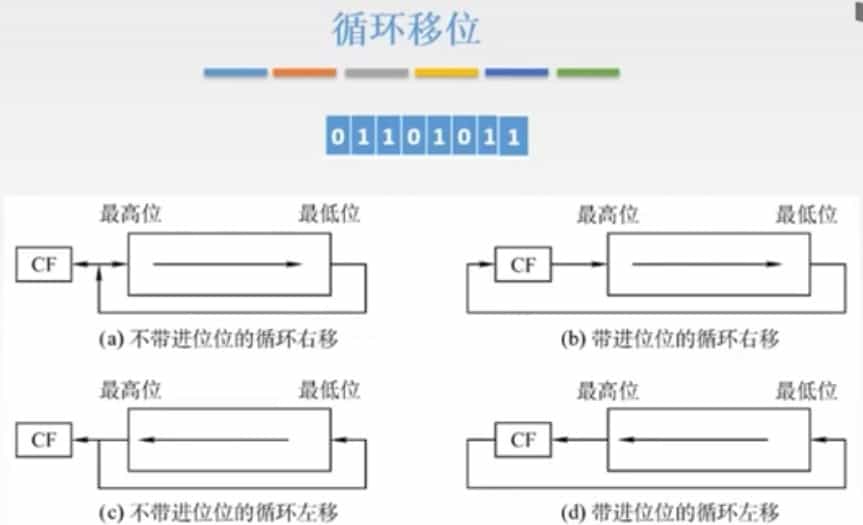 循环移位
0 1 1 0 1 0 1 1
最高位 最低位 最高位 最低位
CF CF
(a) 不带进位位的循环右移 (b) 带进位位的循环右移
最高位 最低位 最高位 最低位
CF CF
(c) 不带进位位的循环左移 (d) 带进位位的循环左移